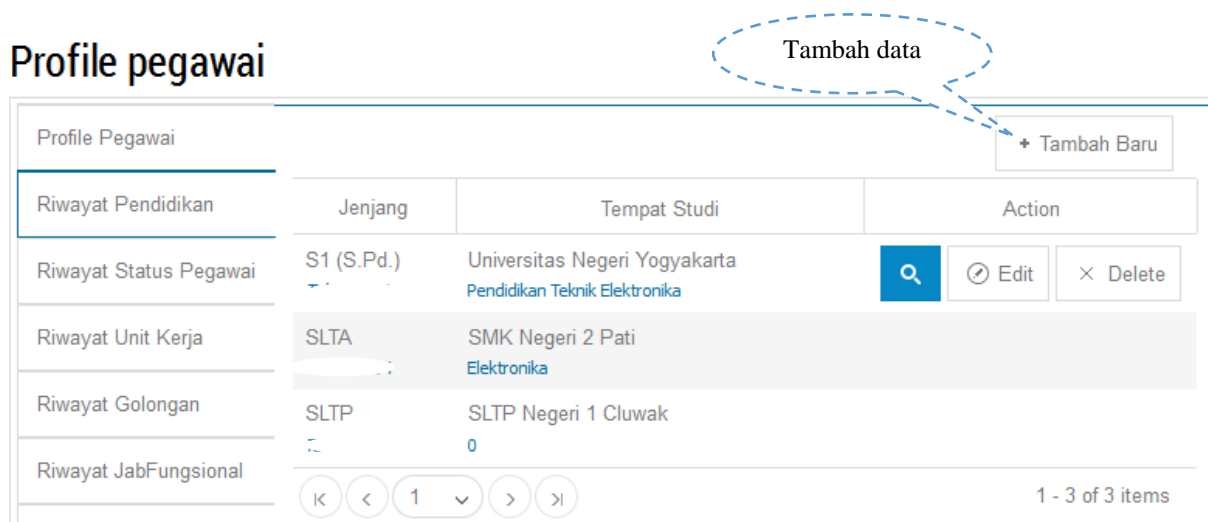 Tambah data
Profile pegawai
Profile Pegawai
+ Tambah Baru
Riwayat Pendidikan
Jenjang Tempat Studi Action
Riwayat Status Pegawai
S1 (S.Pd.) Universitas Negeri Yogyakarta Edit × Delete
Pendidikan Teknik Elektronika
Riwayat Unit Kerja
SLTA SMK Negeri 2 Pati
Elektronika
Riwayat Golongan
SLTP SLTP Negeri 1 Cluwak
0
Riwayat JabFungsional
1
1 - 3 of 3 items